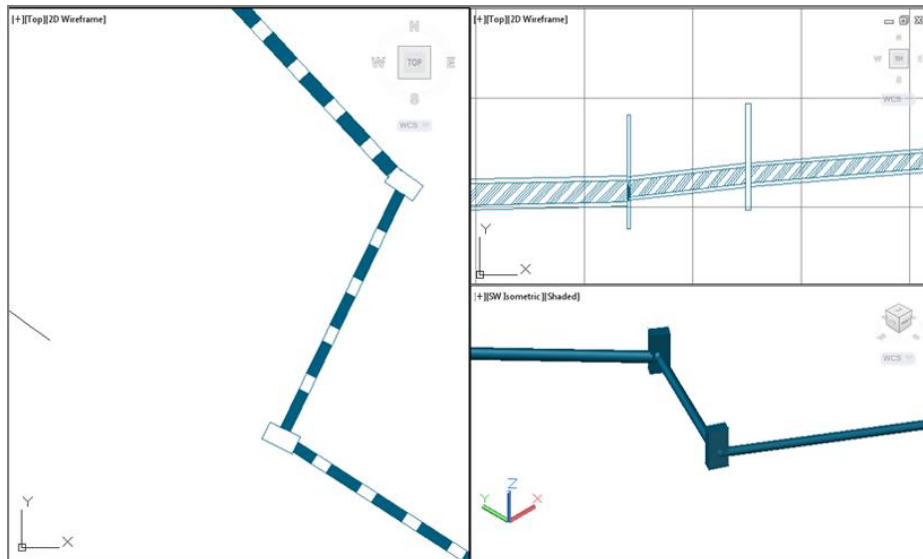 [+][Top][2D Wireframe]
N
W
TOP
E
S
WCS
Y
X
[+][Top][2D Wireframe]
N
W
E
S
WCS
Y
X
[+][SW Isometric][Shaded]
WCS
Z
Y
X